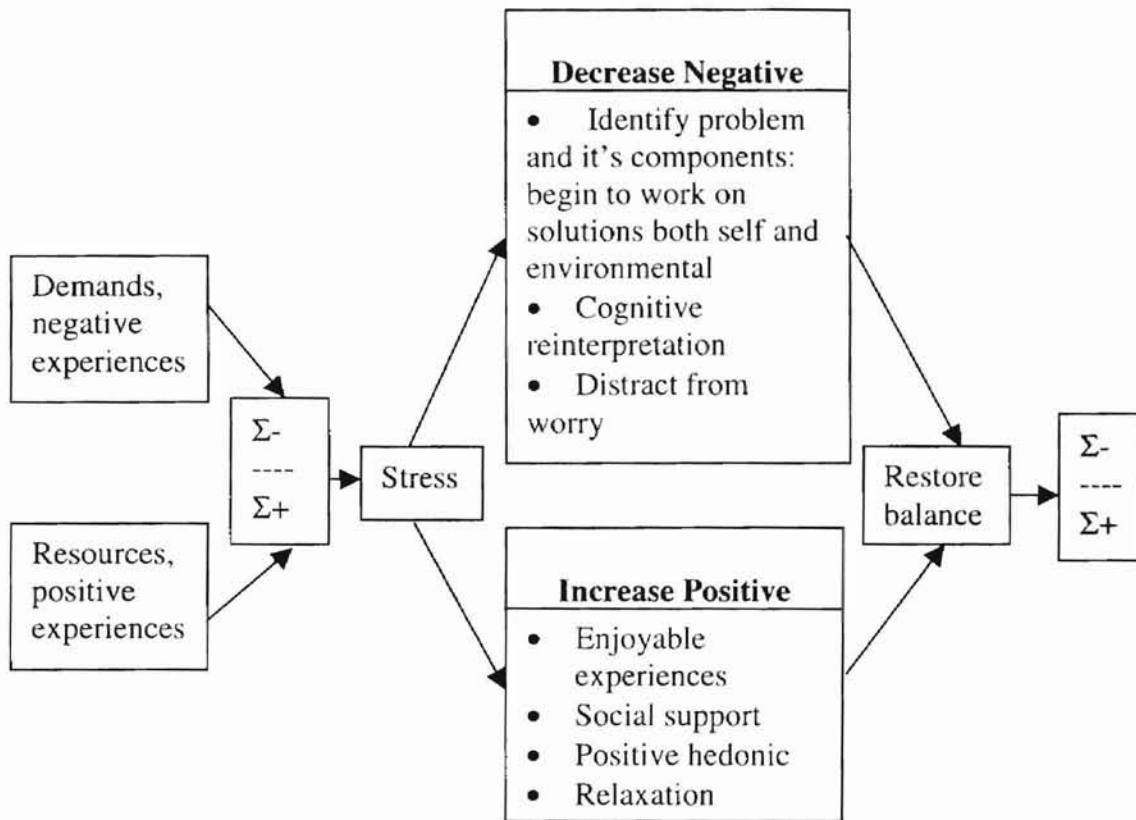 Demands,
negative
experiences
Resources,
positive
experiences
Σ-
----
Σ+
Stress
Decrease Negative
• Identify problem
and it's components:
begin to work on
solutions both self and
environmental
• Cognitive
reinterpretation
• Distract from
worry
Increase Positive
• Enjoyable
experiences
• Social support
• Positive hedonic
• Relaxation
Restore
balance
Σ-
----
Σ+